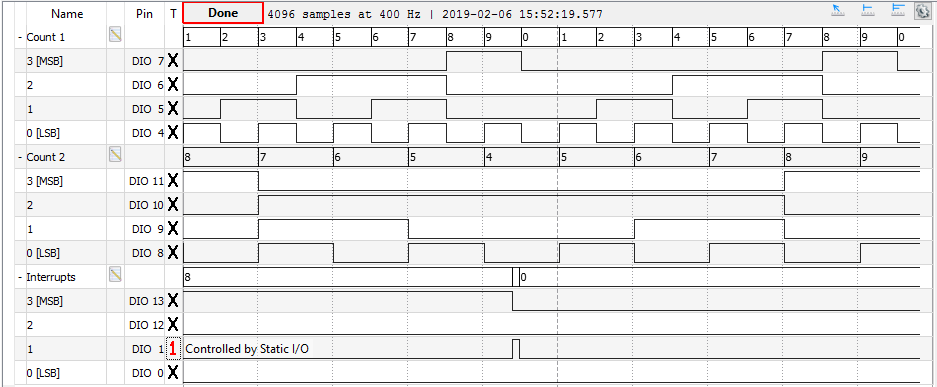 Name Pin T Done 4096 samples at 400 Hz | 2019-02-06 15:52:19.577
- Count 1 1 2 3 4 5 6 7 8 9 0 1 2 3 4 5 6 7 8 9 0
3 [MSB] DIO 7 X
2 DIO 6 X
1 DIO 5 X
0 [LSB] DIO 4 X
- Count 2 8 7 6 5 4 5 6 7 8 9
3 [MSB] DIO 11 X
2 DIO 10 X
1 DIO 9 X
0 [LSB] DIO 8 X
- Interrupts 8 0
3 [MSB] DIO 13 X
2 DIO 12 X
1 DIO 1 1 Controlled by Static I/O
0 [LSB] DIO 0 X